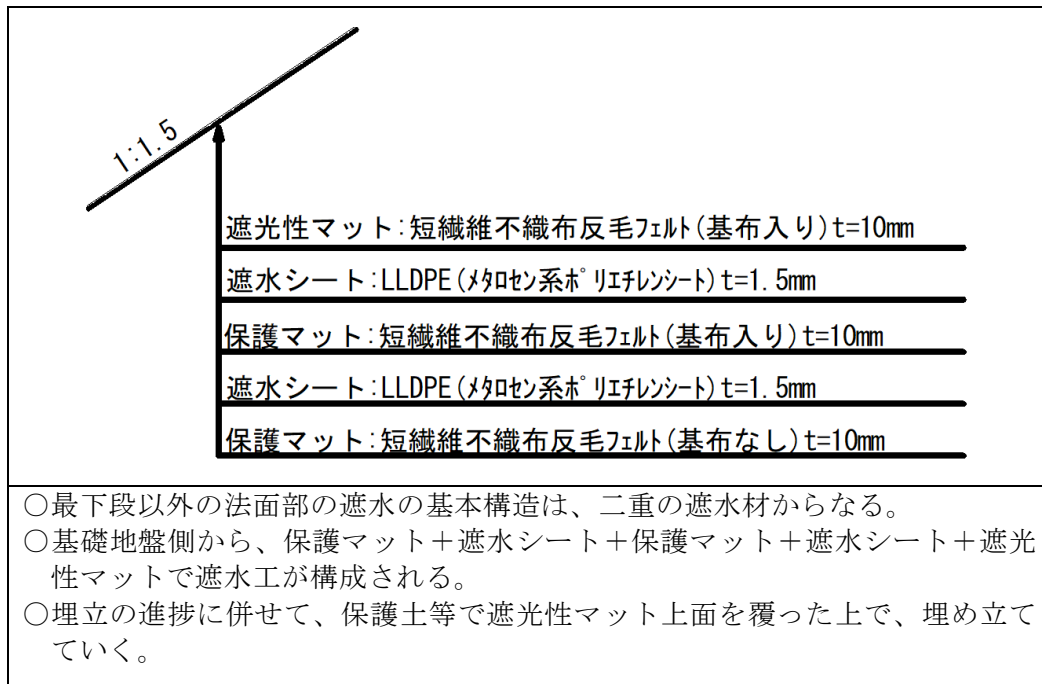 1:1.5
遮光性マット:短繊維不織布反毛フェルト(基布入り)t=10mm
遮水シート:LLDPE(メタロセン系ポリエチレンシート)t=1.5mm
保護マット:短繊維不織布反毛フェルト(基布入り)t=10mm
遮水シート:LLDPE(メタロセン系ポリエチレンシート)t=1.5mm
保護マット:短繊維不織布反毛フェルト(基布なし)t=10mm
○最下段以外の法面部の遮水の基本構造は、二重の遮水材からなる。
○基礎地盤側から、保護マット+遮水シート+保護マット+遮水シート+遮光
性マットで遮水工が構成される。
○埋立の進捗に併せて、保護土等で遮光性マット上面を覆った上で、埋め立て
ていく。